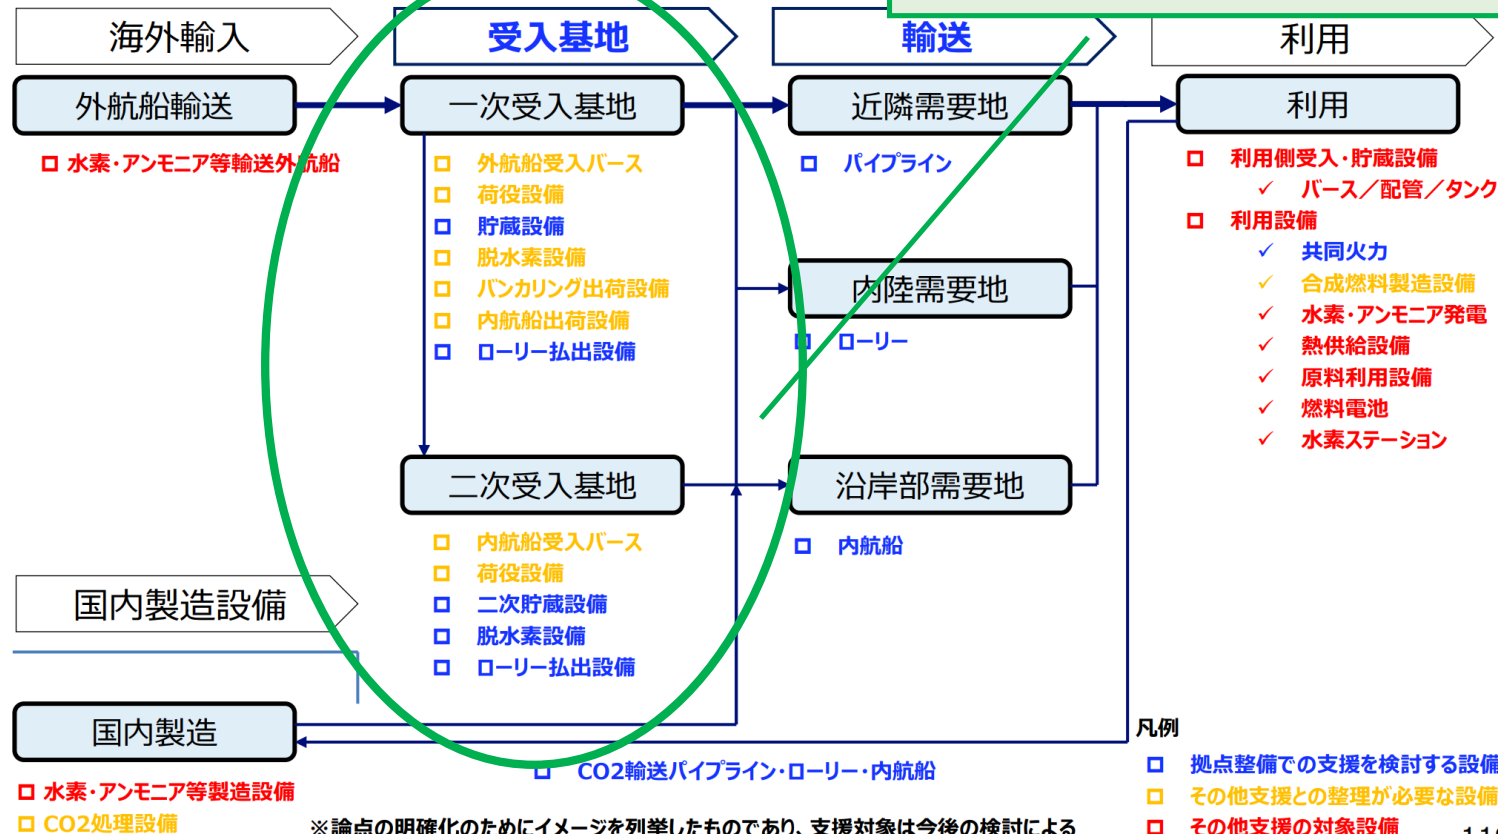 海外輸入
受入基地
輸送
利用
外航船輸送
水素・アンモニア等輸送外航船
一次受入基地
外航船受入バース
荷役設備
貯蔵設備
脱水素設備
バンカリング出荷設備
内航船出荷設備
ローリー払出設備
二次受入基地
内航船受入バース
荷役設備
二次貯蔵設備
脱水素設備
ローリー払出設備
近隣需要地
パイプライン
内陸需要地
ローリー
沿岸部需要地
内航船
利用
利用側受入・貯蔵設備
バース／配管／タンク
利用設備
共同火力
合成燃料製造設備
水素・アンモニア発電
熱供給設備
原料利用設備
燃料電池
水素ステーション
国内製造設備
国内製造
水素・アンモニア等製造設備
CO2処理設備
CO2輸送パイプライン・ローリー・内航船
※論点の明確化のためにイメージを列挙したものであり、支援対象は今後の検討による
凡例
拠点整備での支援を検討する設備
その他支援との整理が必要な設備
その他支援の対象設備